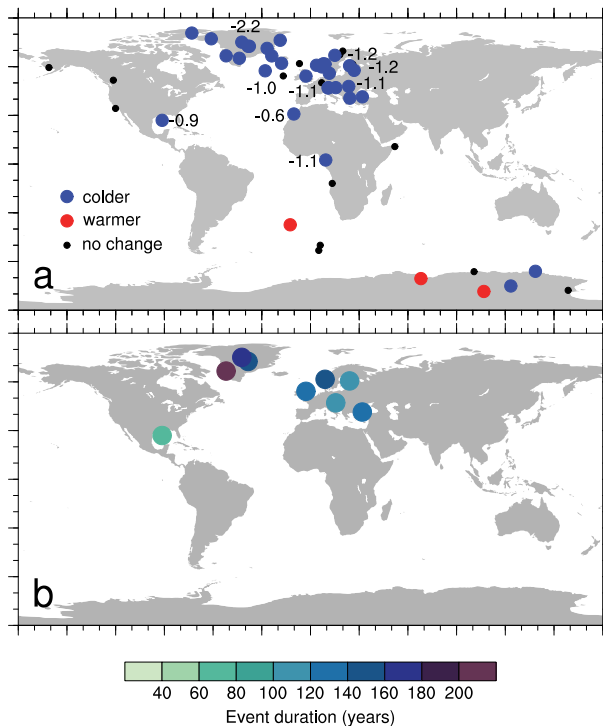 -2.2
-1.2
-1.2
-1.0
-1.1
-1.1
-0.9
-0.6
-1.1
colder
warmer
no change
a
b
40 60 80 100 120 140 160 180 200
Event duration (years)